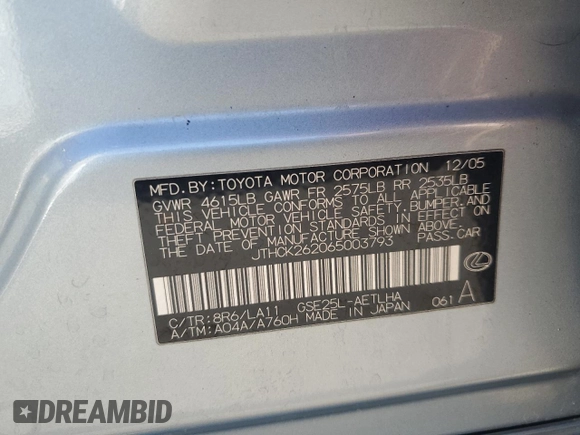 MFD.BY:TOYOTA MOTOR CORPORATION 12/05
GVWR 4615LB GAWR FR 2575LB RR 2535LB
THIS VEHICLE CONFORMS TO ALL APPLICABLE
FEDERAL MOTOR VEHICLE SAFETY, BUMPER, AND
THEFT PREVENTION STANDARDS IN EFFECT ON
THE DATE OF MANUFACTURE SHOWN ABOVE.
JTHCK262065003793 PASS.CAR
C/TR:8R6/LA11 GSE25L-AETLHA
A/TM:A04A/A760H MADE IN JAPAN 061 A
DREAMBID